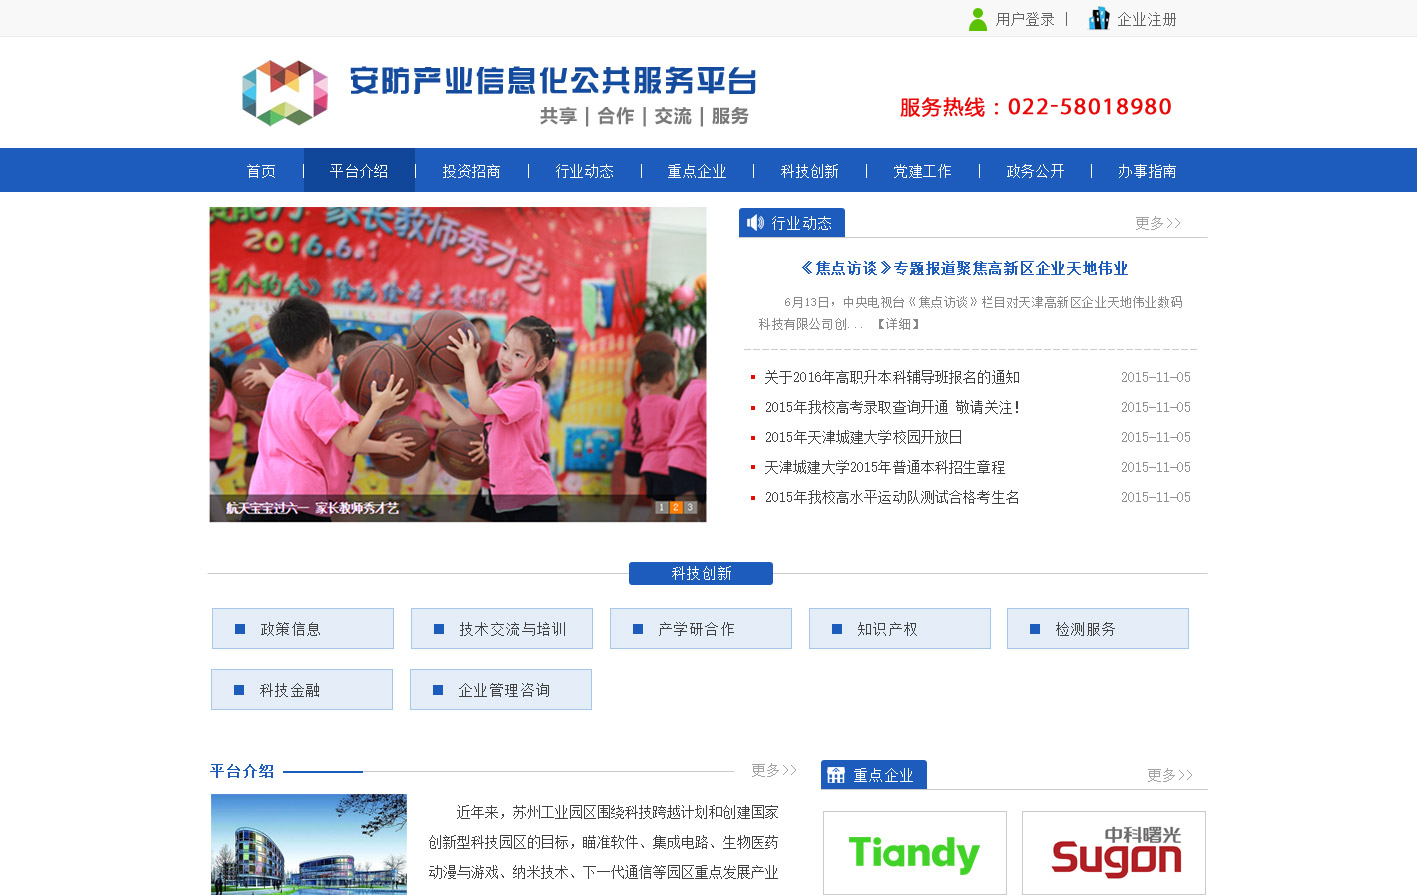 用户登录 | 企业注册
安防产业信息化公共服务平台
共享 | 合作 | 交流 | 服务
服务热线：022-58018980
首页 | 平台介绍 | 投资招商 | 行业动态 | 重点企业 | 科技创新 | 党建工作 | 政务公开 | 办事指南
家长教师秀才艺
2016.6.1
有个约会》绘画绘本大赛颁奖
航天宝宝过六一 家长教师秀才艺
1 2 3
行业动态 更多>>
《焦点访谈》专题报道聚焦高新区企业天地伟业
6月13日，中央电视台《焦点访谈》栏目对天津高新区企业天地伟业数码
科技有限公司创... 【详细】
关于2016年高职升本科辅导班报名的通知 2015-11-05
2015年我校高考录取查询开通 敬请关注！ 2015-11-05
2015年天津城建大学校园开放日 2015-11-05
天津城建大学2015年普通本科招生章程 2015-11-05
2015年我校高水平运动队测试合格考生名 2015-11-05
科技创新
政策信息 技术交流与培训 产学研合作 知识产权 检测服务
科技金融 企业管理咨询
平台介绍 更多>>
近年来，苏州工业园区围绕科技跨越计划和创建国家
创新型科技园区的目标，瞄准软件、集成电路、生物医药
动漫与游戏、纳米技术、下一代通信等园区重点发展产业
重点企业 更多>>
Tiandy
中科曙光
Sugon